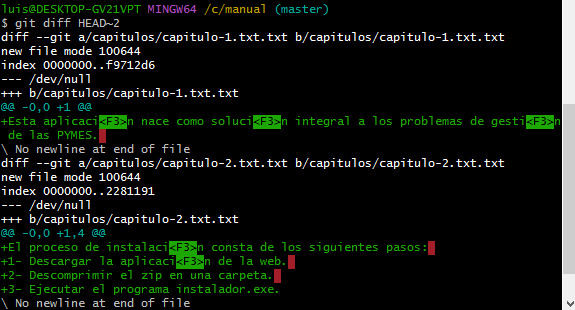 luis@DESKTOP-GV21VPT MINGW64 /c/manual (master)
$ git diff HEAD~2
diff --git a/capitulos/capitulo-1.txt.txt b/capitulos/capitulo-1.txt.txt
new file mode 100644
index 0000000..f9712d6
--- /dev/null
+++ b/capitulos/capitulo-1.txt.txt
@@ -0,0 +1 @@
+Esta aplicaci<F3>n nace como soluci<F3>n integral a los problemas de gesti<F3>n
 de las PYMES.
\ No newline at end of file
diff --git a/capitulos/capitulo-2.txt.txt b/capitulos/capitulo-2.txt.txt
new file mode 100644
index 0000000..2281191
--- /dev/null
+++ b/capitulos/capitulo-2.txt.txt
@@ -0,0 +1,4 @@
+El proceso de instalaci<F3>n consta de los siguientes pasos:
+1- Descargar la aplicaci<F3>n de la web.
+2- Descomprimir el zip en una carpeta.
+3- Ejecutar el programa instalador.exe.
\ No newline at end of file